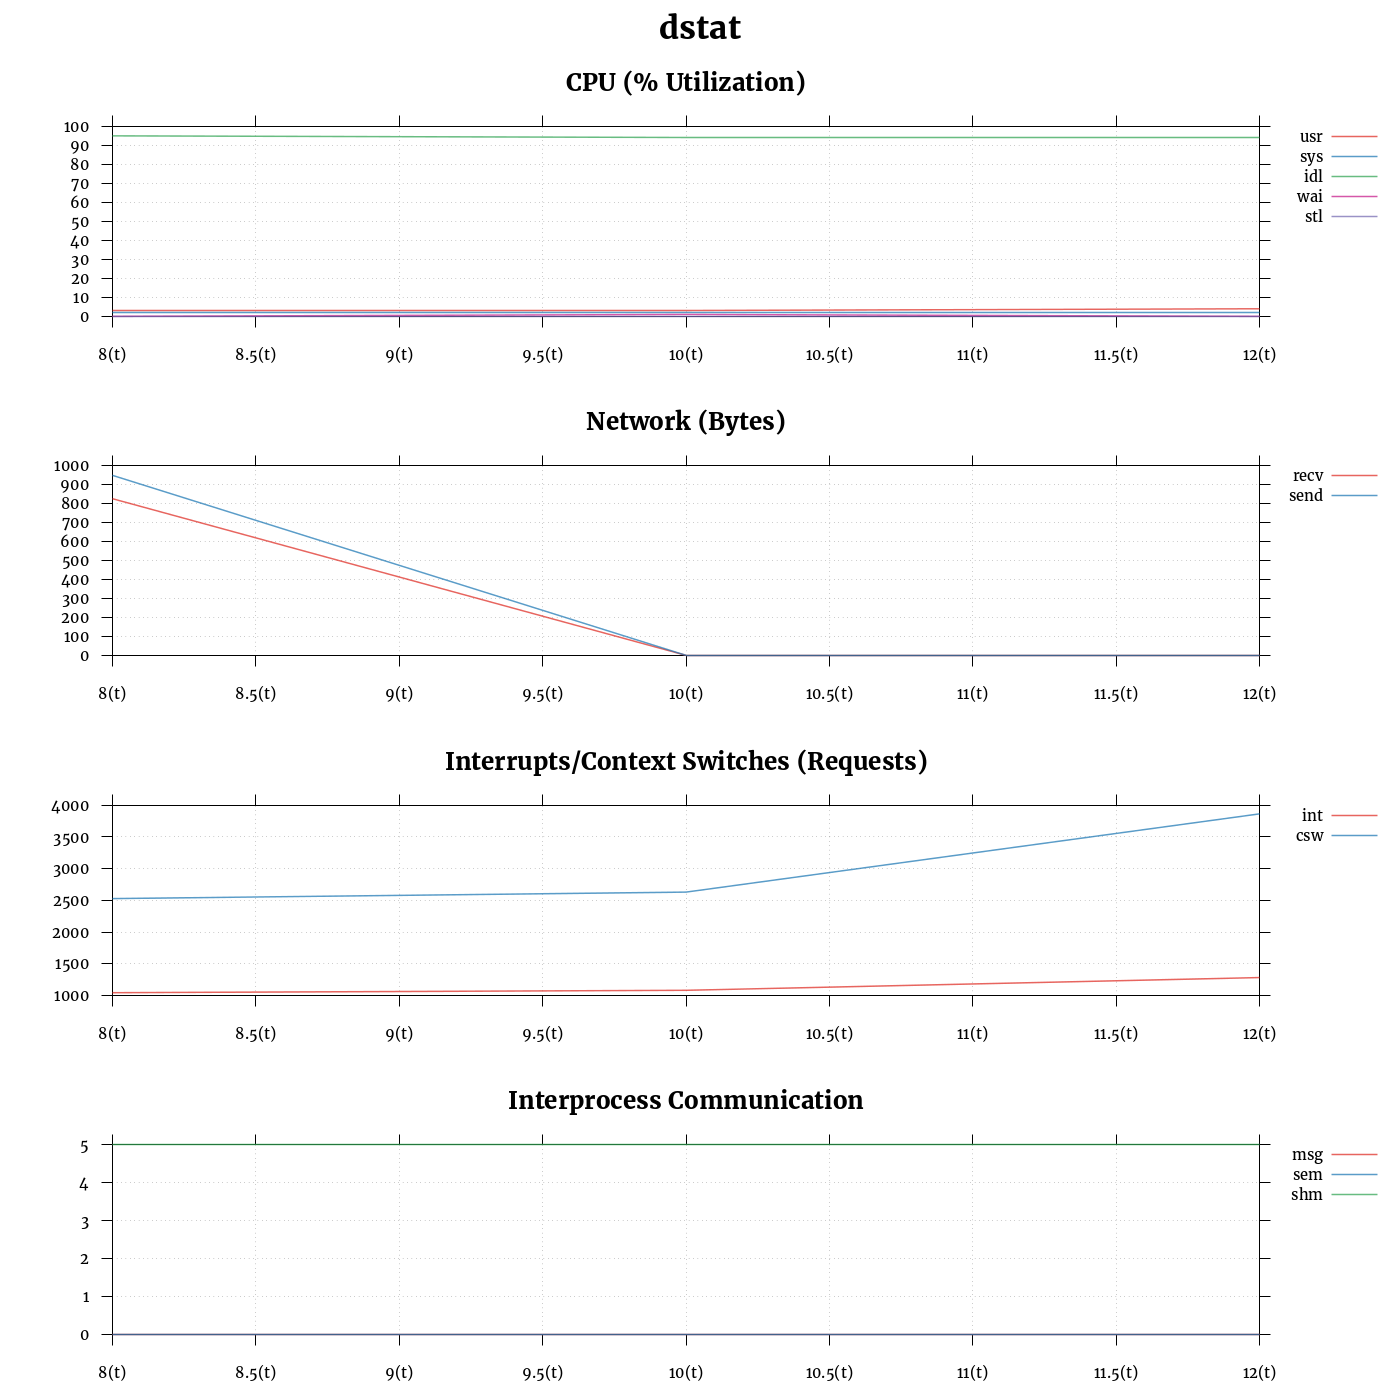 dstat
CPU (% Utilization)
100
90
80
70
60
50
40
30
20
10
0
usr
sys
idl
wai
stl
8(t) 8.5(t) 9(t) 9.5(t) 10(t) 10.5(t) 11(t) 11.5(t) 12(t)
Network (Bytes)
1000
900
800
700
600
500
400
300
200
100
0
recv
send
8(t) 8.5(t) 9(t) 9.5(t) 10(t) 10.5(t) 11(t) 11.5(t) 12(t)
Interrupts/Context Switches (Requests)
4000
3500
3000
2500
2000
1500
1000
int
csw
8(t) 8.5(t) 9(t) 9.5(t) 10(t) 10.5(t) 11(t) 11.5(t) 12(t)
Interprocess Communication
5
4
3
2
1
0
msg
sem
shm
8(t) 8.5(t) 9(t) 9.5(t) 10(t) 10.5(t) 11(t) 11.5(t) 12(t)